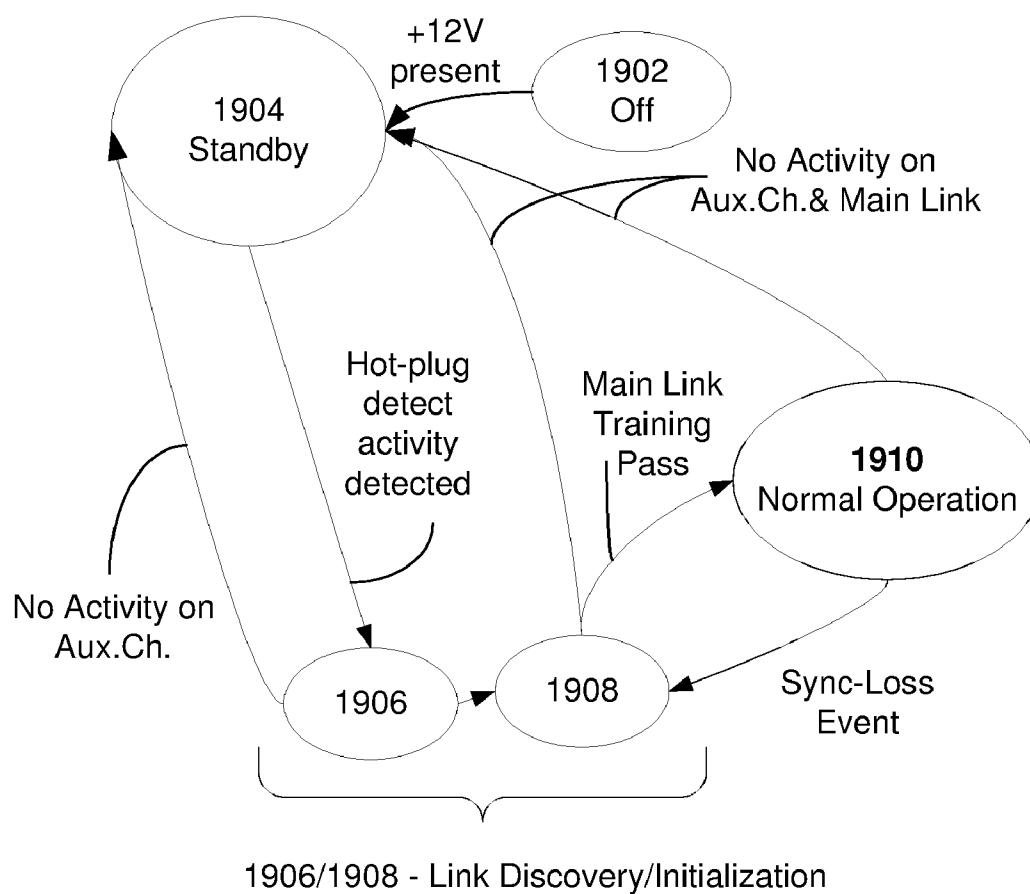 +12V
present
1902
Off
1904
Standby
No Activity on
Aux.Ch.& Main Link
Hot-plug
detect
activity
detected
Main Link
Training
Pass
1910
Normal Operation
No Activity on
Aux.Ch.
1906
1908
Sync-Loss
Event
1906/1908 - Link Discovery/Initialization